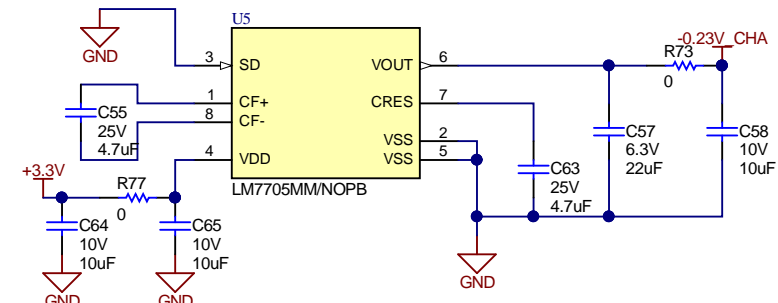 U5
-0.23V_CHA
GND
3
SD
VOUT
6
R73
0
1
CF+
CRES
7
8
CF-
C55
25V
4.7uF
VSS
2
VSS
5
C57
6.3V
22uF
C58
10V
10uF
+3.3V
4
VDD
LM7705MM/NOPB
R77
0
C63
25V
4.7uF
C64
10V
10uF
C65
10V
10uF
GND
GND
GND